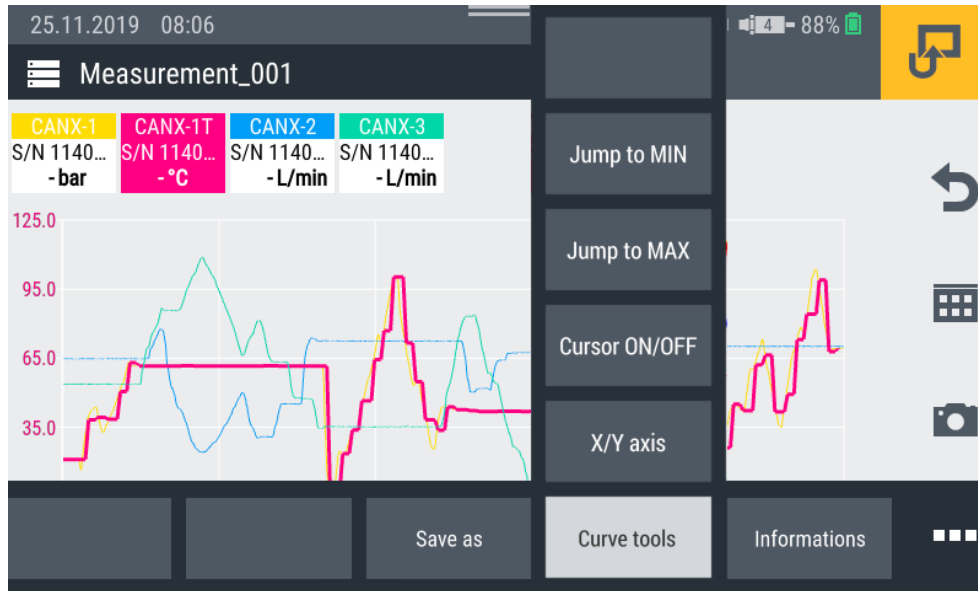 25.11.2019 08:06
4 88%
Measurement_001
CANX-1 CANX-1T CANX-2 CANX-3
S/N 1140... S/N 1140... S/N 1140... S/N 1140...
- bar - °C - L/min - L/min
Jump to MIN
Jump to MAX
Cursor ON/OFF
X/Y axis
125.0
95.0
65.0
35.0
Save as Curve tools Informations